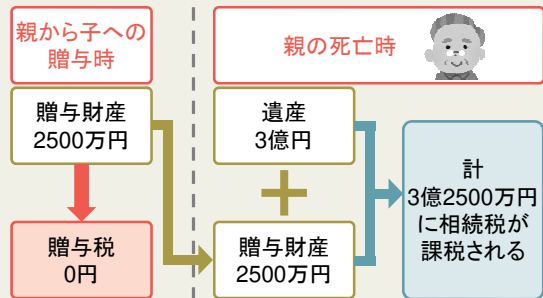 親から子への
贈与時
親の死亡時
贈与財産
2500万円
贈与税
0円
遺産
3億円
贈与財産
2500万円
計
3億2500万円
に相続税が
課税される